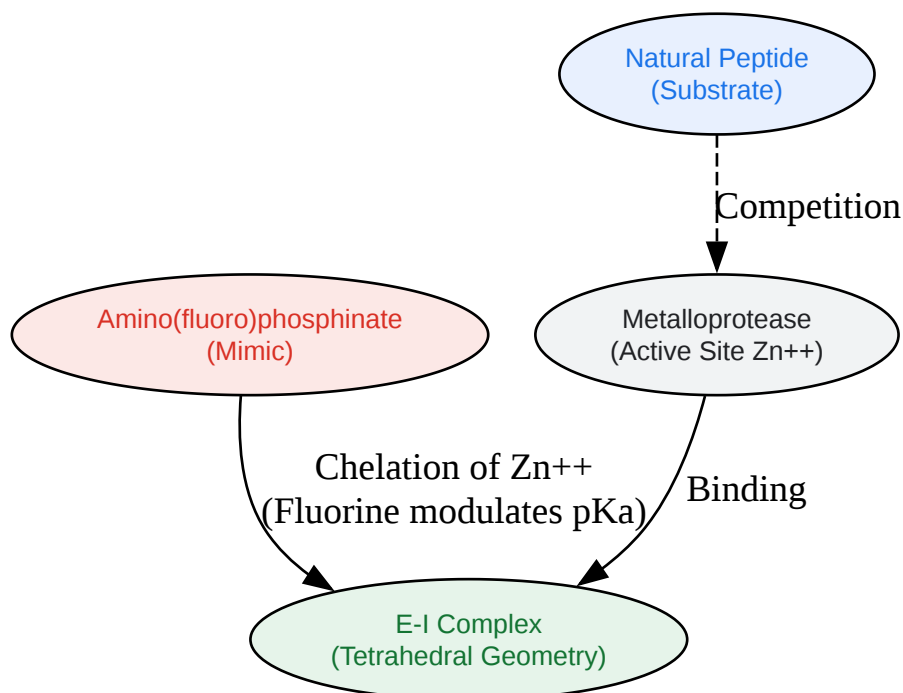 Natural Peptide
(Substrate)
Competition
Amino(fluoro)phosphinate
(Mimic)
Metalloprotease
(Active Site Zn++)
Chelation of Zn++
(Fluorine modulates pKa)
Binding
E-I Complex
(Tetrahedral Geometry)